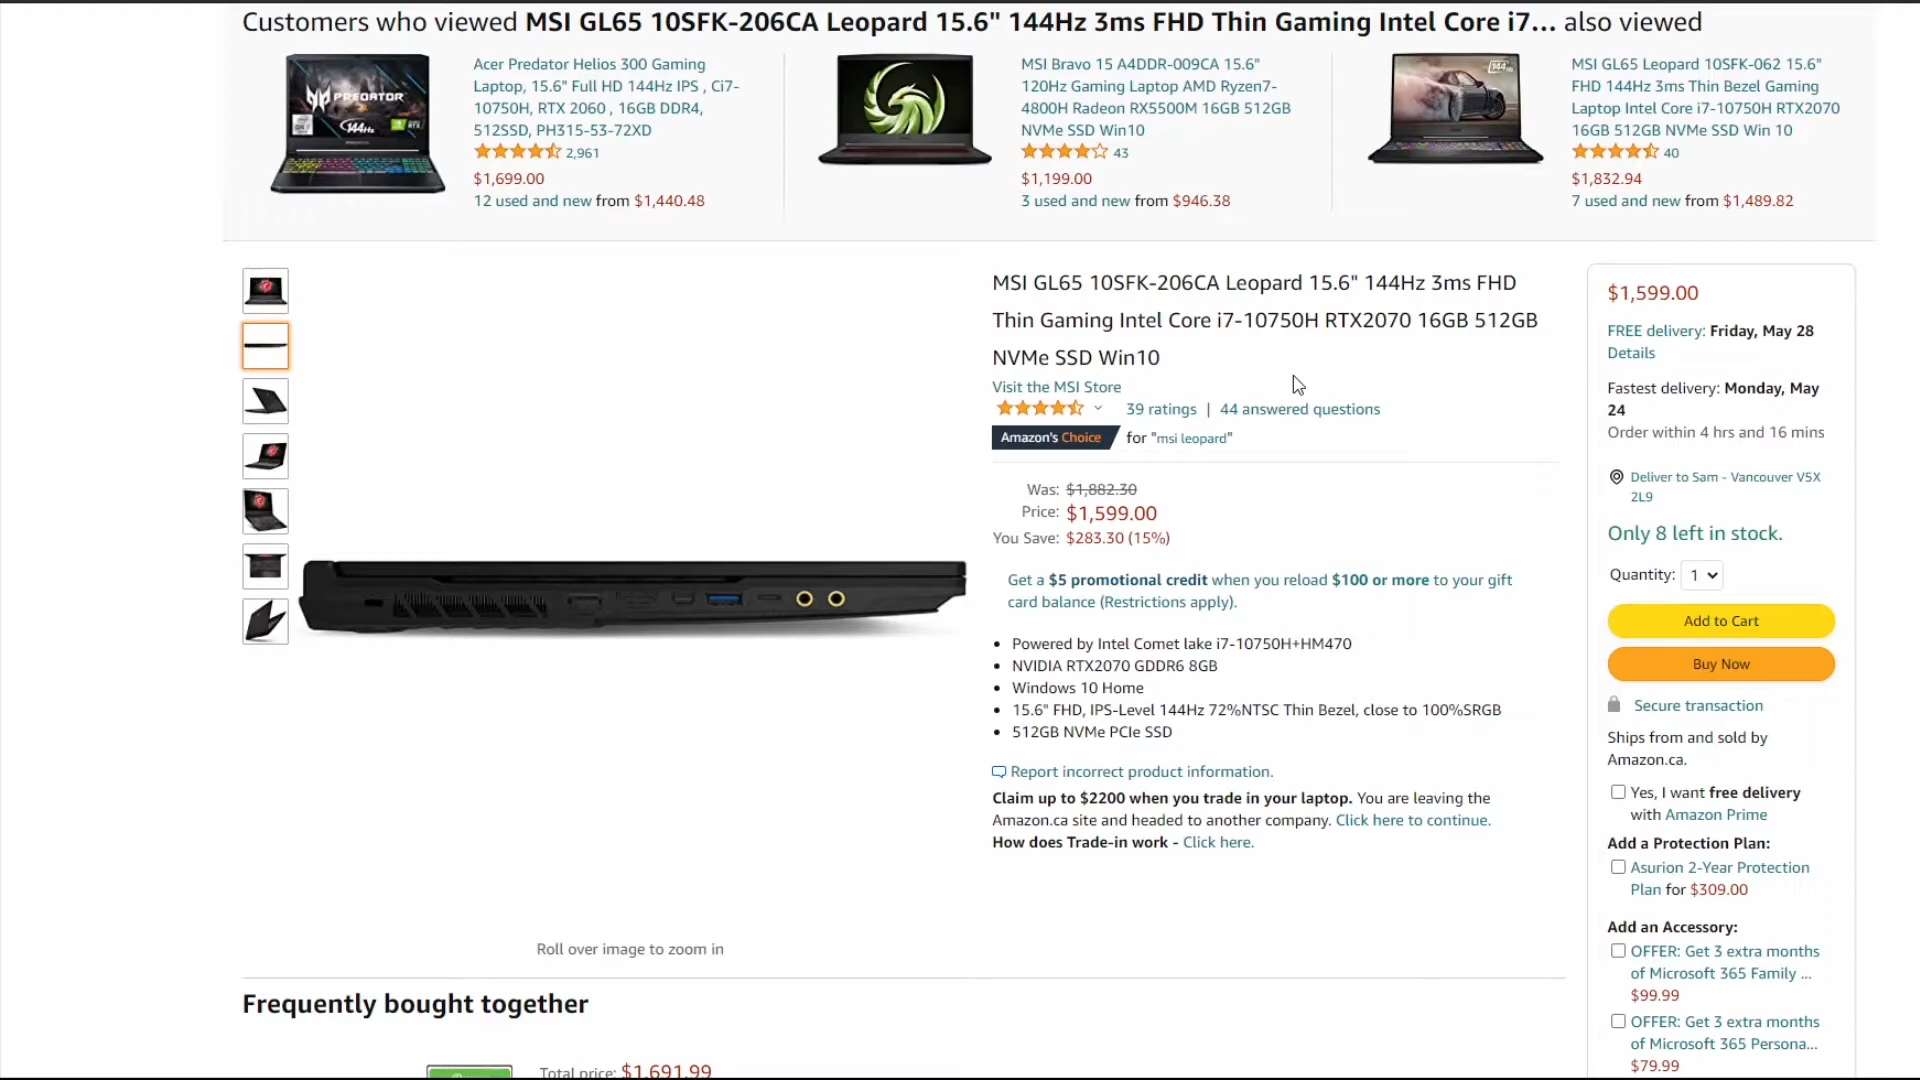 Customers who viewed MSI GL65 10SFK-206CA Leopard 15.6" 144Hz 3ms FHD Thin Gaming Intel Core i7... also viewed
PREDATOR
144Hz
Acer Predator Helios 300 Gaming
Laptop, 15.6" Full HD 144Hz IPS , Ci7-
10750H, RTX 2060 , 16GB DDR4,
512SSD, PH315-53-72XD
2,961
$1,699.00
12 used and new from $1,440.48
MSI Bravo 15 A4DDR-009CA 15.6"
120Hz Gaming Laptop AMD Ryzen7-
4800H Radeon RX5500M 16GB 512GB
NVMe SSD Win10
43
$1,199.00
3 used and new from $946.38
144Hz
MSI GL65 Leopard 10SFK-062 15.6"
FHD 144Hz 3ms Thin Bezel Gaming
Laptop Intel Core i7-10750H RTX2070
16GB 512GB NVMe SSD Win 10
40
$1,832.94
7 used and new from $1,489.82
MSI GL65 10SFK-206CA Leopard 15.6" 144Hz 3ms FHD
Thin Gaming Intel Core i7-10750H RTX2070 16GB 512GB
NVMe SSD Win10
Visit the MSI Store
39 ratings | 44 answered questions
Amazon's Choice for "msi leopard"
Was: $1,882.30
Price: $1,599.00
You Save: $283.30 (15%)
Get a $5 promotional credit when you reload $100 or more to your gift
card balance (Restrictions apply).
• Powered by Intel Comet lake i7-10750H+HM470
• NVIDIA RTX2070 GDDR6 8GB
• Windows 10 Home
• 15.6" FHD, IPS-Level 144Hz 72%NTSC Thin Bezel, close to 100%SRGB
• 512GB NVMe PCIe SSD
Report incorrect product information.
Claim up to $2200 when you trade in your laptop. You are leaving the
Amazon.ca site and headed to another company. Click here to continue.
How does Trade-in work - Click here.
Roll over image to zoom in
$1,599.00
FREE delivery: Friday, May 28
Details
Fastest delivery: Monday, May
24
Order within 4 hrs and 16 mins
Deliver to Sam - Vancouver V5X
2L9
Only 8 left in stock.
Quantity: 1
Add to Cart
Buy Now
Secure transaction
Ships from and sold by
Amazon.ca.
Yes, I want free delivery
with Amazon Prime
Add a Protection Plan:
Asurion 2-Year Protection
Plan for $309.00
Add an Accessory:
OFFER: Get 3 extra months
of Microsoft 365 Family ...
$99.99
OFFER: Get 3 extra months
of Microsoft 365 Persona...
$79.99
Frequently bought together
Total price: $1,691.99